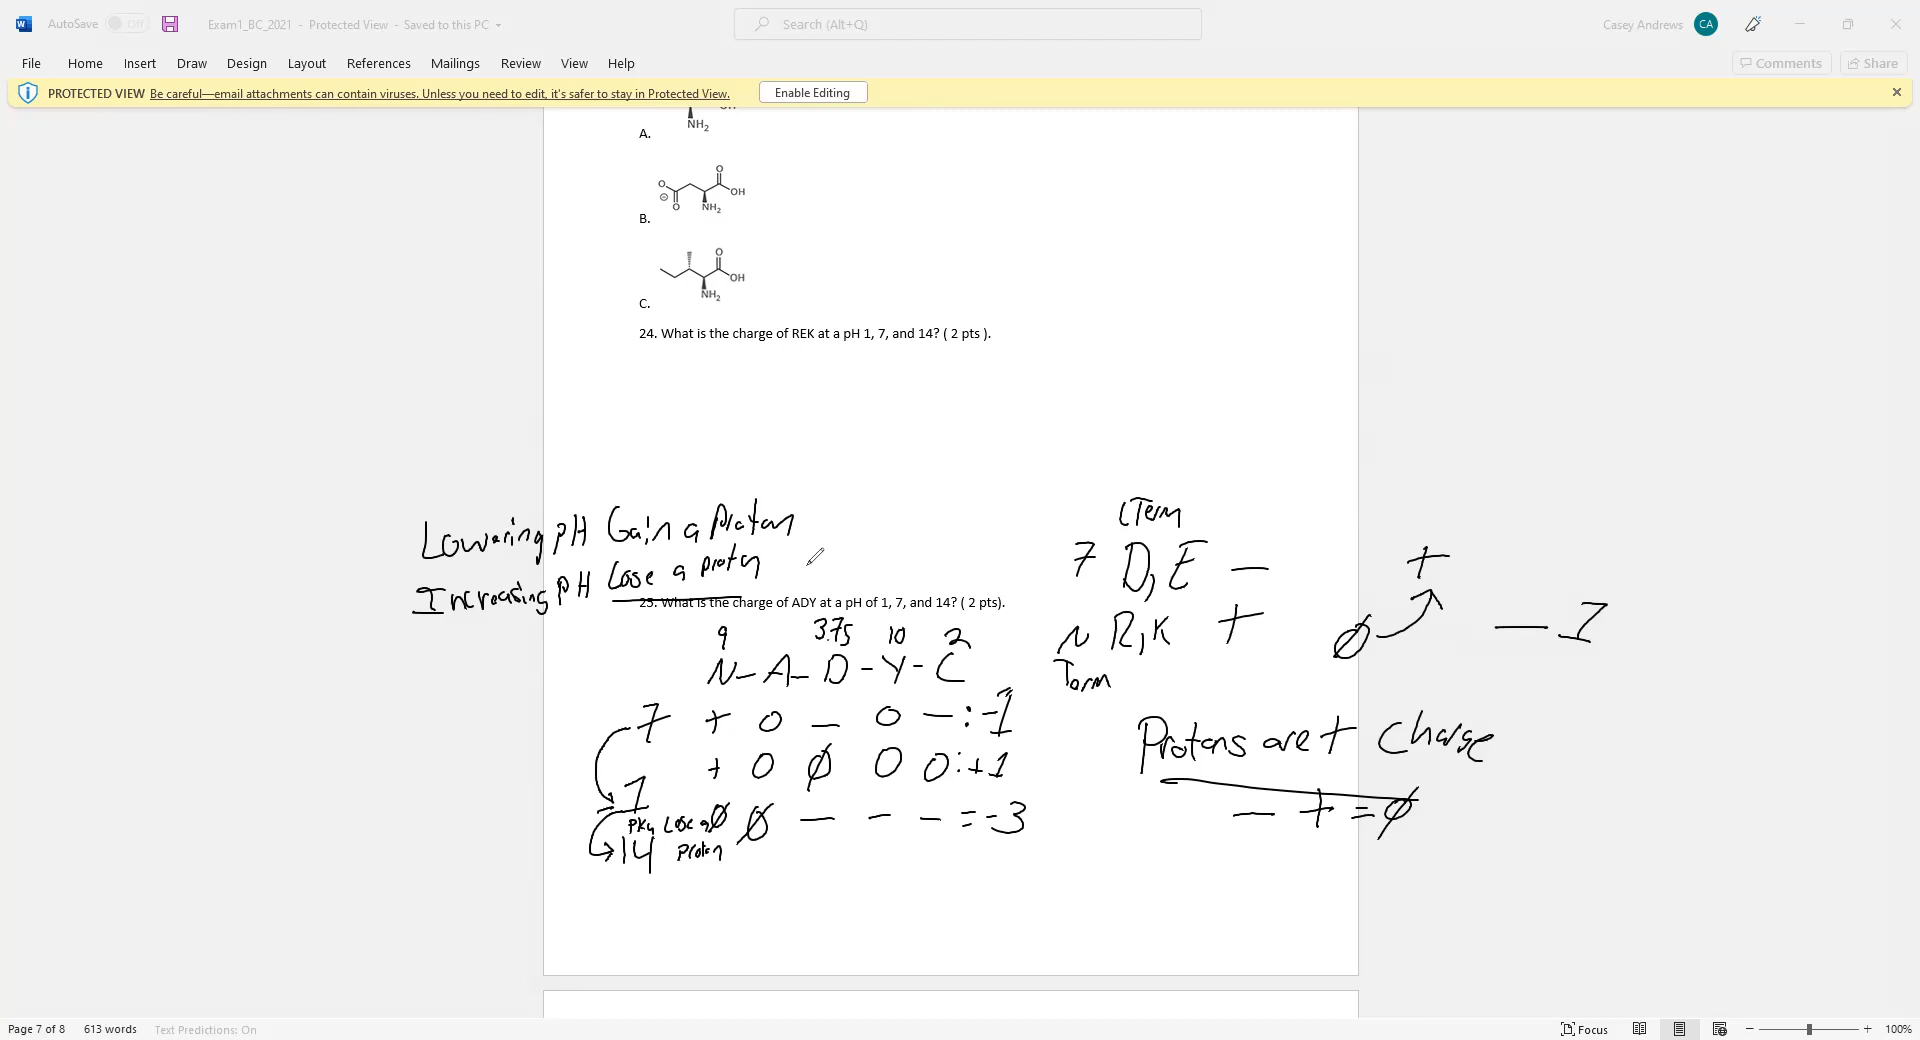 AutoSave Off Exam1_BC_2021 - Protected View - Saved to this PC Search (Alt+Q) Casey Andrews CA
File Home Insert Draw Design Layout References Mailings Review View Help Comments Share
PROTECTED VIEW Be careful—email attachments can contain viruses. Unless you need to edit, it's safer to stay in Protected View. Enable Editing
NH2
A.
O
O OH
⊖ O NH2
B.
O
OH
NH2
C.
24. What is the charge of REK at a pH 1, 7, and 14? ( 2 pts ).
Lowering pH Gain a Proton
Increasing pH Lose a proton
CTerm
7 D, E −
N R, K +
Term
+
Ø
− 1
25. What is the charge of ADY at a pH of 1, 7, and 14? ( 2 pts).
9 3.75 10 2
N - A - D - Y - C
7 + 0 − 0 − : -1
+ 0 Ø 0 0 : +1
1
Ø Ø − − − = -3
pka Lose a
14 proton
Protons are + Charge
− + = Ø
Page 7 of 8 613 words Text Predictions: On Focus 100%